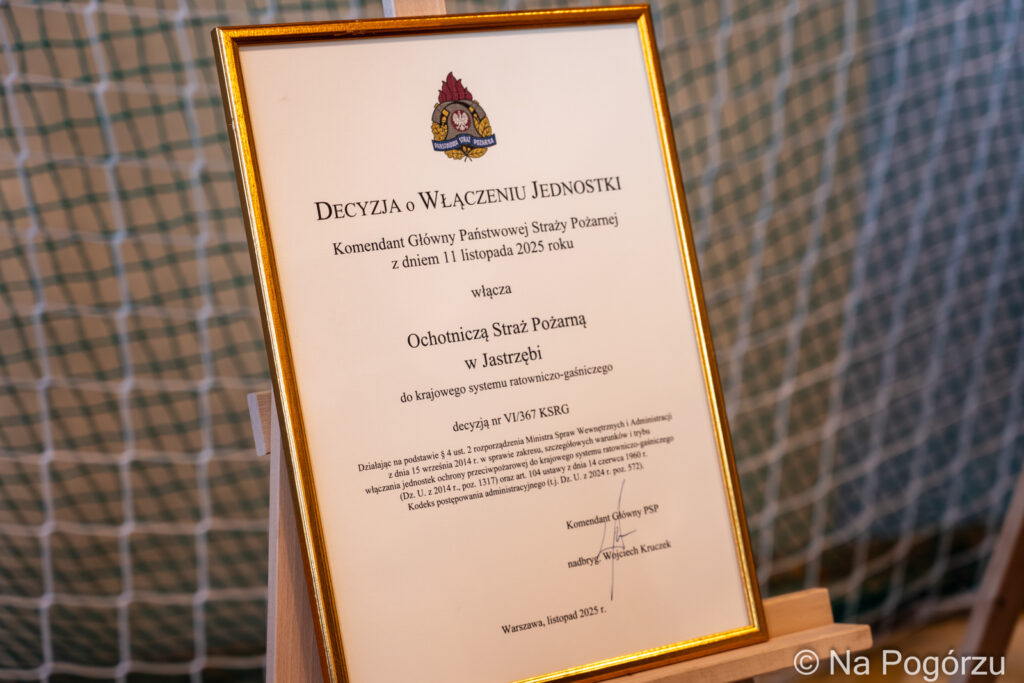 PAŃSTWOWA STRAŻ POŻARNA
DECYZJA O WŁĄCZENIU JEDNOSTKI
Komendant Główny Państwowej Straży Pożarnej
z dniem 11 listopada 2025 roku
włącza
Ochotniczą Straż Pożarną
w Jastrzębi
do krajowego systemu ratowniczo-gaśniczego
decyzją nr VI/367 KSRG
Działając na podstawie § 4 ust. 2 rozporządzenia Ministra Spraw Wewnętrznych i Administracji
z dnia 15 września 2014 r. w sprawie zakresu, szczegółowych warunków i trybu
włączania jednostek ochrony przeciwpożarowej do krajowego systemu ratowniczo-gaśniczego
(Dz. U. z 2014 r., poz. 1317) oraz art. 104 ustawy z dnia 14 czerwca 1960 r.
Kodeks postępowania administracyjnego (t.j. Dz. U. z 2024 r. poz. 572).
Komendant Główny PSP
nadbryg. Wojciech Kruczek
Warszawa, listopad 2025 r.
© Na Pogórzu